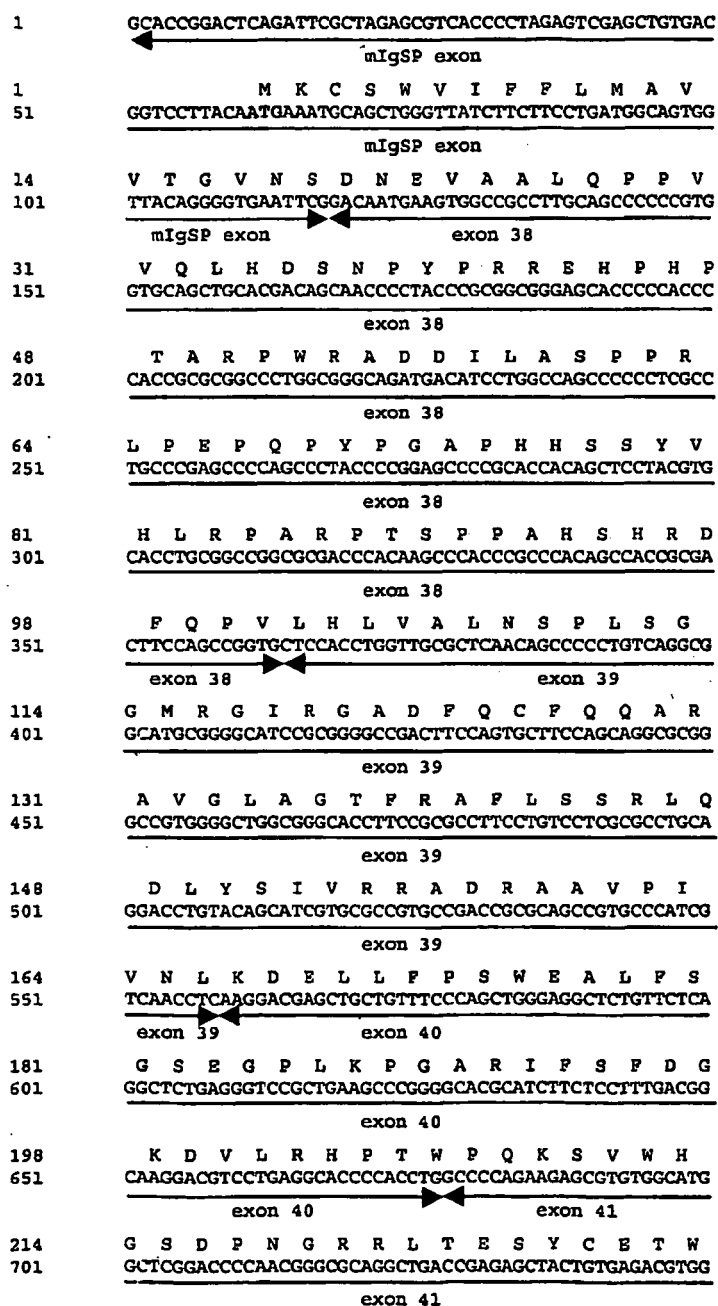 1 GCACCGGACTCAGATTCGCTAGAGCGTCACCCCTAGAGTCGAGCTGTGAC
mIgSP exon
1 M K C S W V I F F L M A V
51 GGTCCTTACAATGAAATGCAGCTGGGTTATCTTCTTCCTGATGGCAGTGG
mIgSP exon
14 V T G V N S D N E V A A L Q P P V
101 TTACAGGGGTGAATTCGGACAATGAAGTGGCCGCCTTGCAGCCCCCCGTG
mIgSP exon exon 38
31 V Q L H D S N P Y P R R E H P H P
151 GTGCAGCTGCACGACAGCAACCCCTACCCGCGGCGGGAGCACCCCCACCC
exon 38
48 T A R P W R A D D I L A S P P R
201 CACCGCGCGGCCCTGGCGGGCAGATGACATCCTGGCCAGCCCCCCTCGCC
exon 38
64 L P E P Q P Y P G A P H H S S Y V
251 TGCCCGAGCCCCAGCCCTACCCCGGAGCCCCGCACCACAGCTCCTACGTG
exon 38
81 H L R P A R P T S P P A H S H R D
301 CACCTGCGGCCGGCGCGACCCACAAGCCCACCCGCCCACAGCCACCGCGA
exon 38
98 F Q P V L H L V A L N S P L S G
351 CTTCCAGCCGGTGCTCCACCTGGTTGCGCTCAACAGCCCCCTGTCAGGCG
exon 38 exon 39
114 G M R G I R G A D F Q C F Q Q A R
401 GCATGCGGGGCATCCGCGGGGCCGACTTCCAGTGCTTCCAGCAGGCGCGG
exon 39
131 A V G L A G T F R A F L S S R L Q
451 GCCGTGGGGCTGGCGGGCACCTTCCGCGCCTTCCTGTCCTCGCGCCTGCA
exon 39
148 D L Y S I V R R A D R A A V P I
501 GGACCTGTACAGCATCGTGCGCCGTGCCGACCGCGCAGCCGTGCCCATCG
exon 39
164 V N L K D E L L F P S W E A L F S
551 TCAACCTCAAGGACGAGCTGCTGTTTCCCAGCTGGGAGGCTCTGTTCTCA
exon 39 exon 40
181 G S E G P L K P G A R I F S F D G
601 GGCTCTGAGGGTCCGCTGAAGCCCGGGGCACGCATCTTCTCCTTTGACGG
exon 40
198 K D V L R H P T W P Q K S V W H
651 CAAGGACGTCCTGAGGCACCCCACCTGGCCCCAGAAGAGCGTGTGGCATG
exon 40 exon 41
214 G S D P N G R R L T E S Y C E T W
701 GCTCGGACCCCAACGGGCGCAGGCTGACCGAGAGCTACTGTGAGACGTGG
exon 41